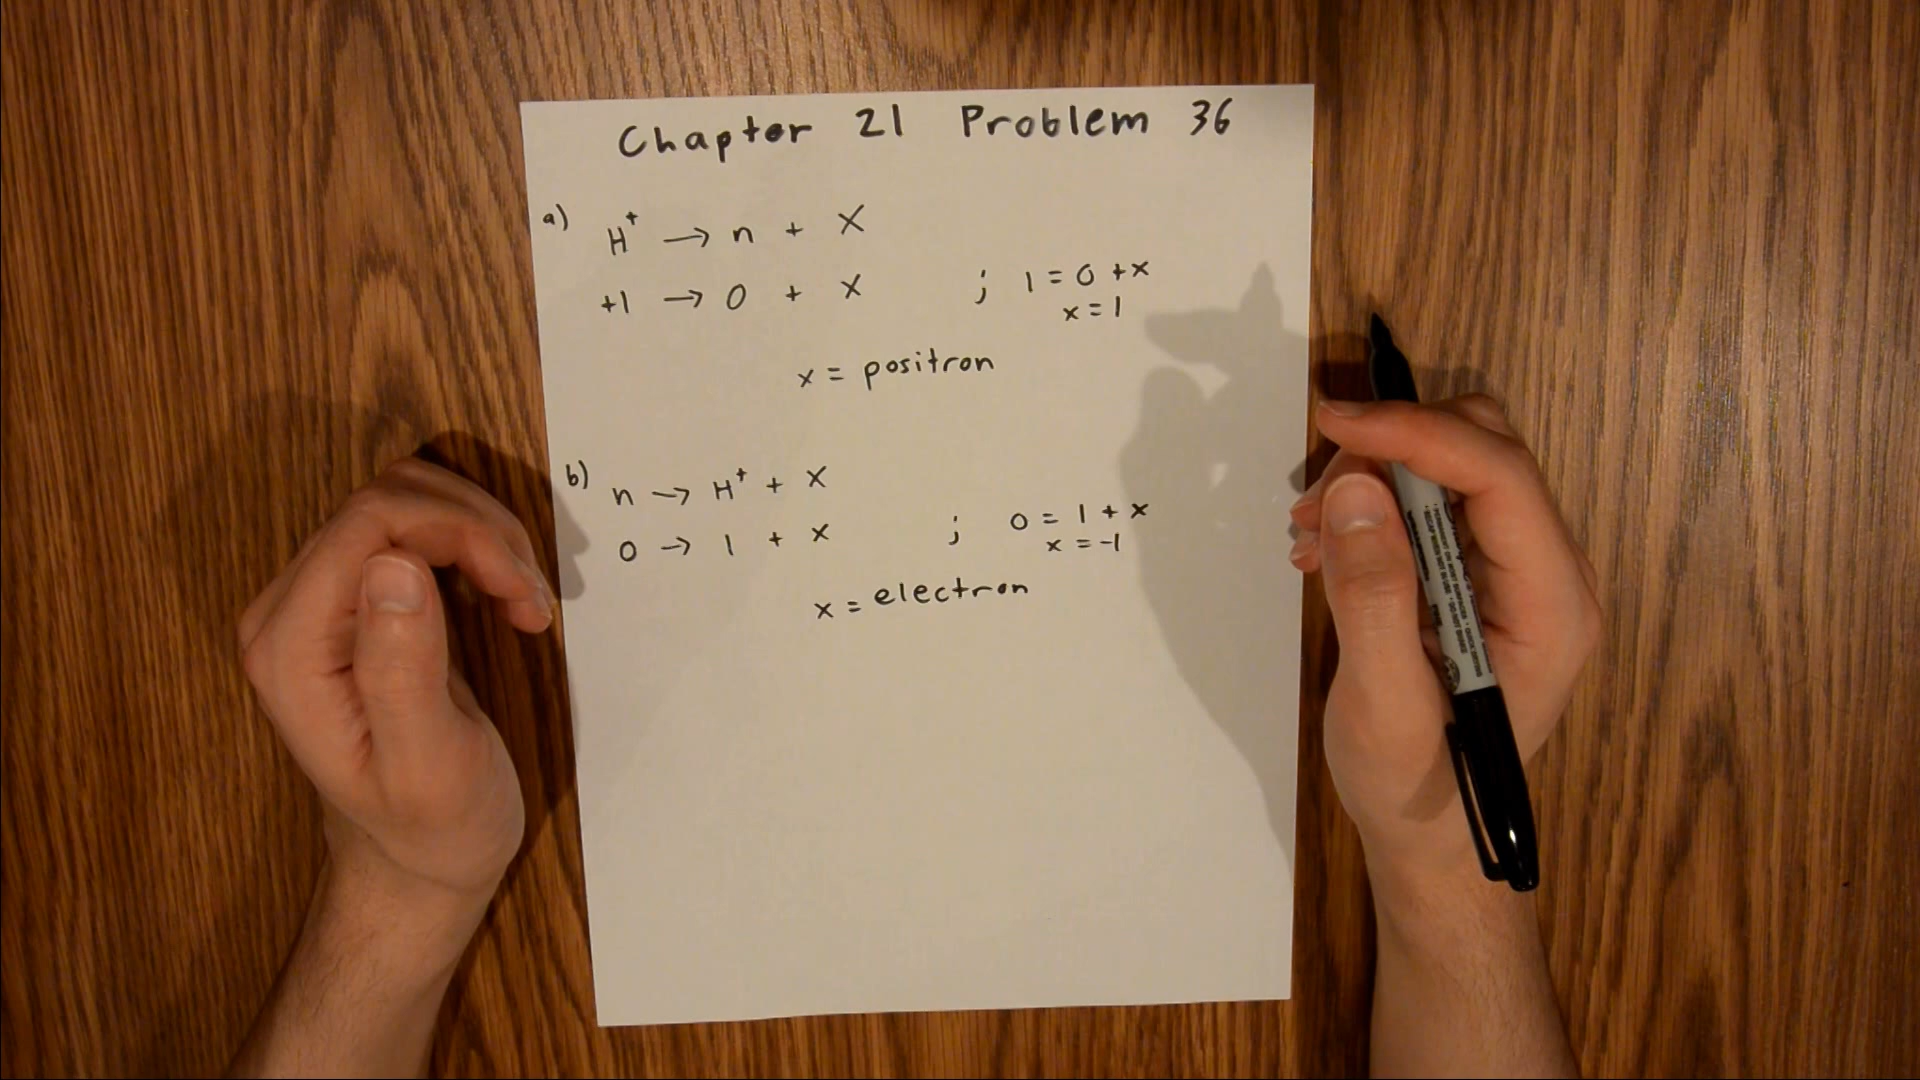 Chapter 21 Problem 36
a) H⁺ → n + X
+1 → 0 + X ; 1 = 0 + x
x = 1
x = positron
b) n → H⁺ + X
0 → 1 + x ; 0 = 1 + x
x = -1
x = electron